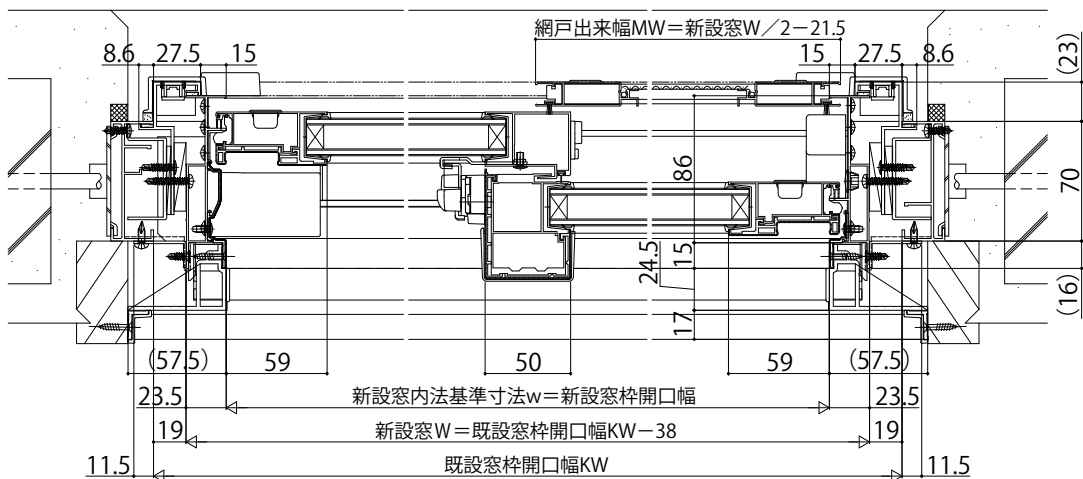 網戸出来幅MW＝新設窓W／2－21.5
8.6 27.5 15 15 27.5 8.6
(23)
86
70
15
24.5
(16)
17
(57.5) 59 50 59 (57.5)
23.5 新設窓内法基準寸法w＝新設窓枠開口幅 23.5
19 新設窓W＝既設窓枠開口幅KW－38 19
11.5 既設窓枠開口幅KW 11.5